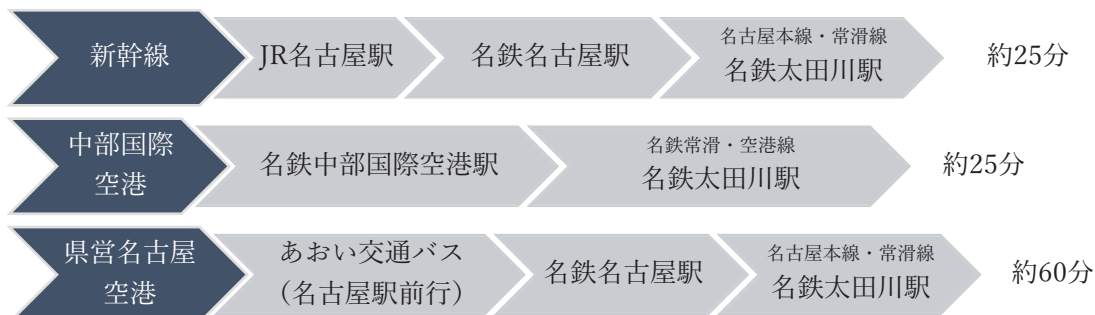 新幹線
JR名古屋駅
名鉄名古屋駅
名古屋本線・常滑線
名鉄太田川駅
約25分
中部国際
空港
名鉄中部国際空港駅
名鉄常滑・空港線
名鉄太田川駅
約25分
県営名古屋
空港
あおい交通バス
（名古屋駅前行）
名鉄名古屋駅
名古屋本線・常滑線
名鉄太田川駅
約60分